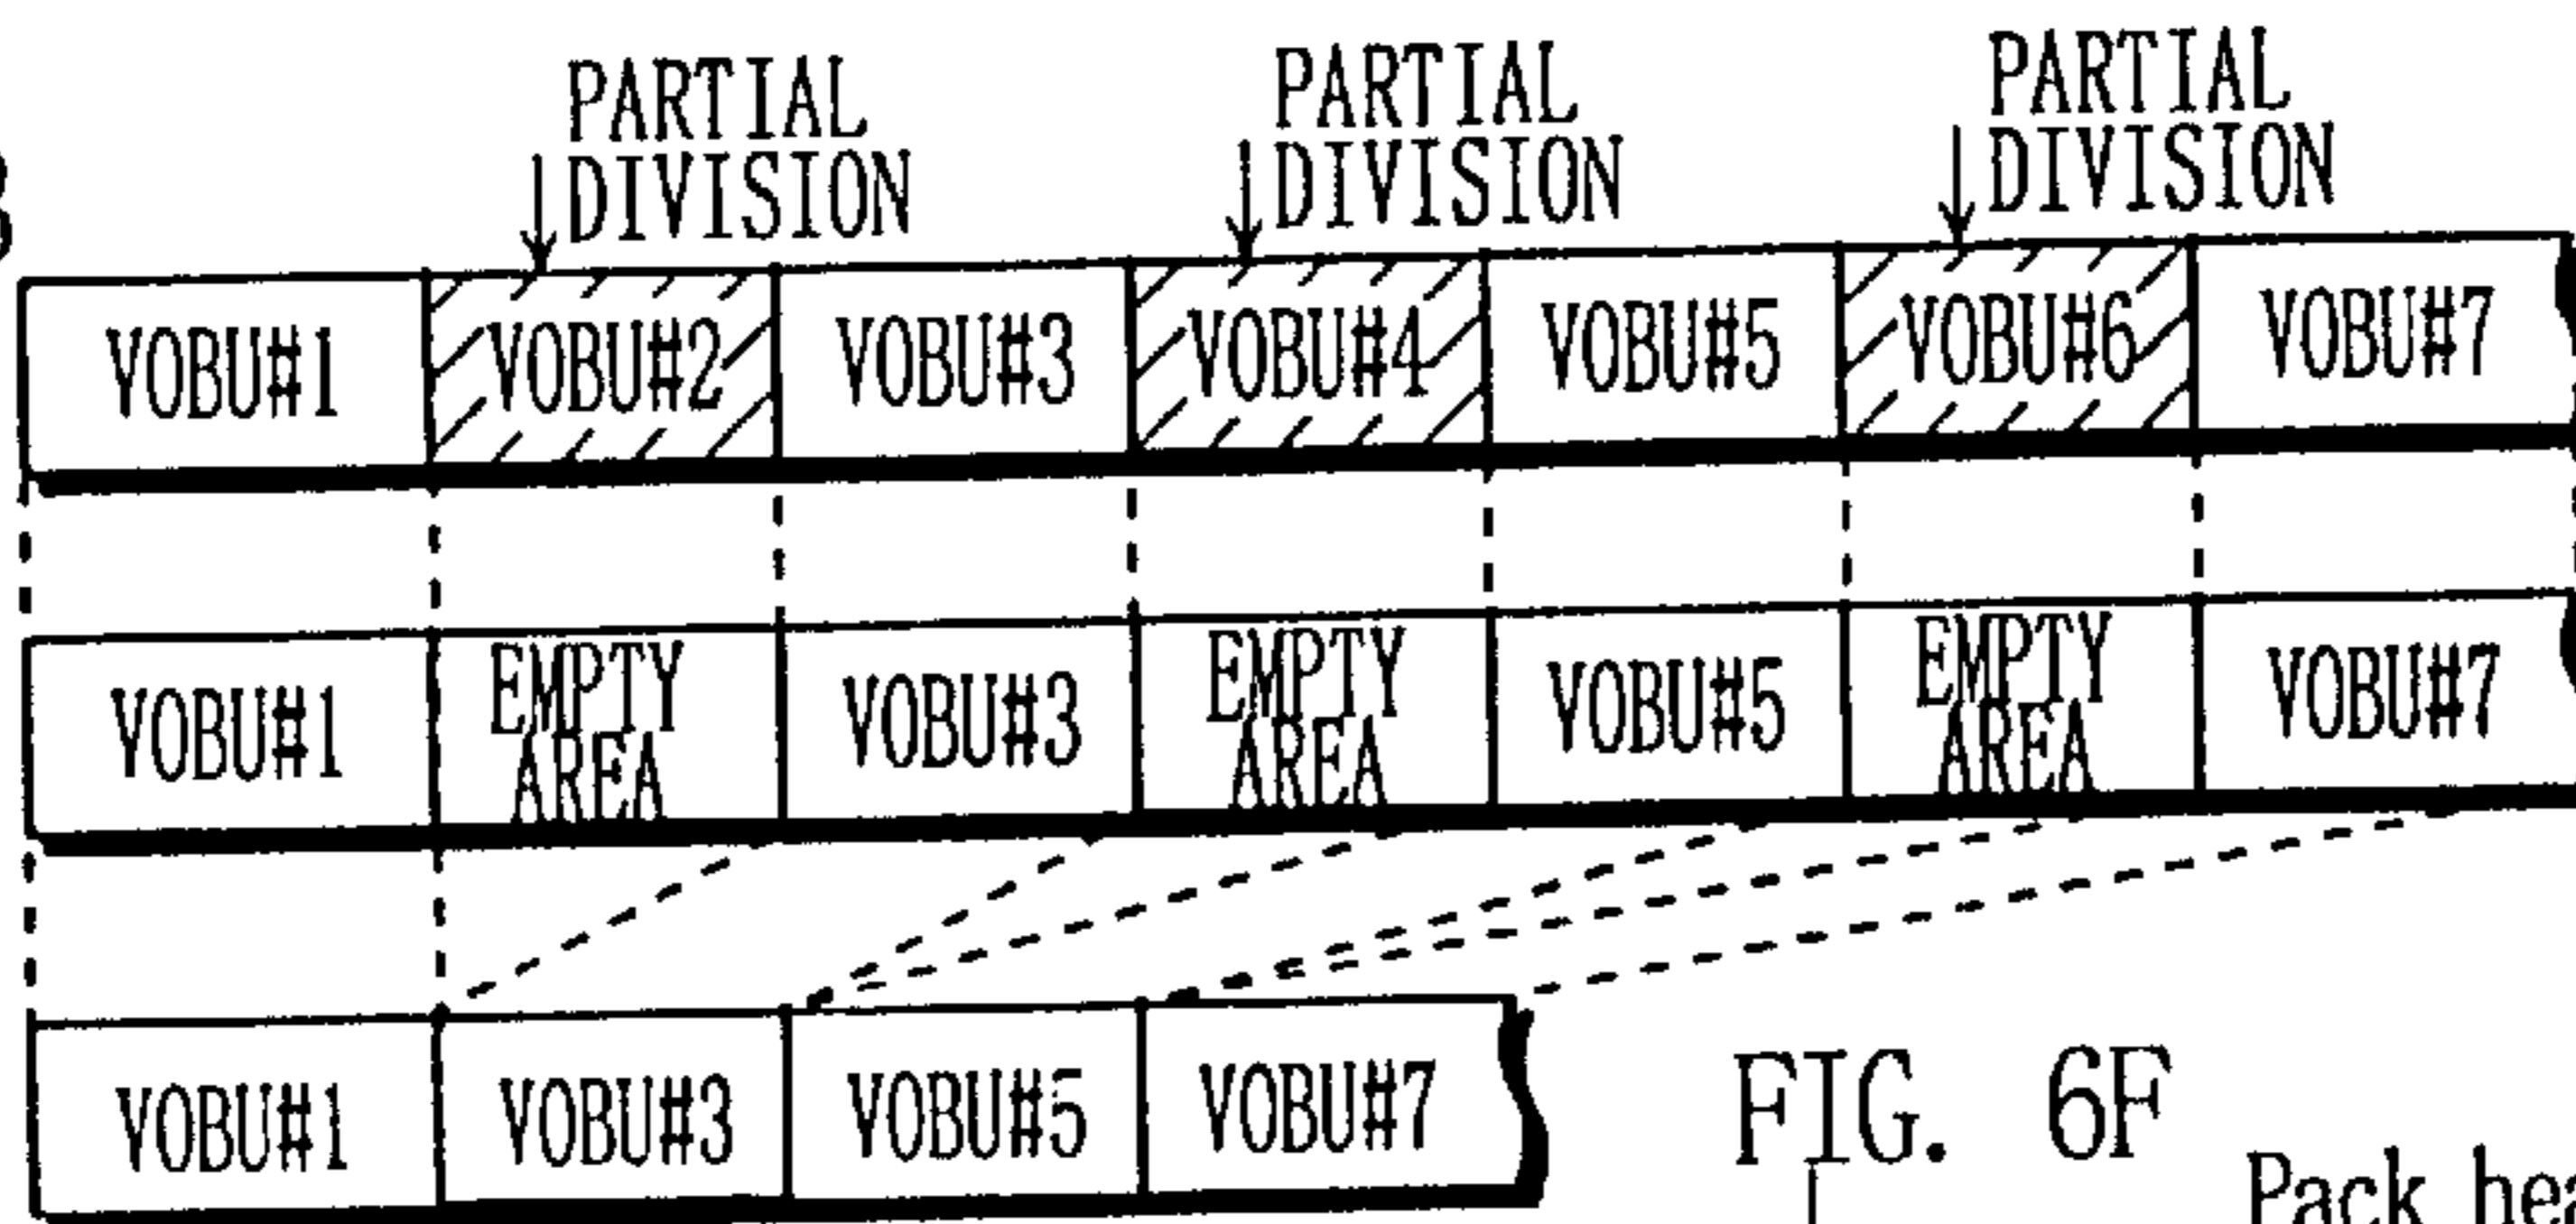 PARTIAL
DIVISION
PARTIAL
DIVISION
PARTIAL
DIVISION
VOBU#1 VOBU#2 VOBU#3 VOBU#4 VOBU#5 VOBU#6 VOBU#7
VOBU#1 EMPTY AREA VOBU#3 EMPTY AREA VOBU#5 EMPTY AREA VOBU#7
VOBU#1 VOBU#3 VOBU#5 VOBU#7
FIG. 6F
Pack